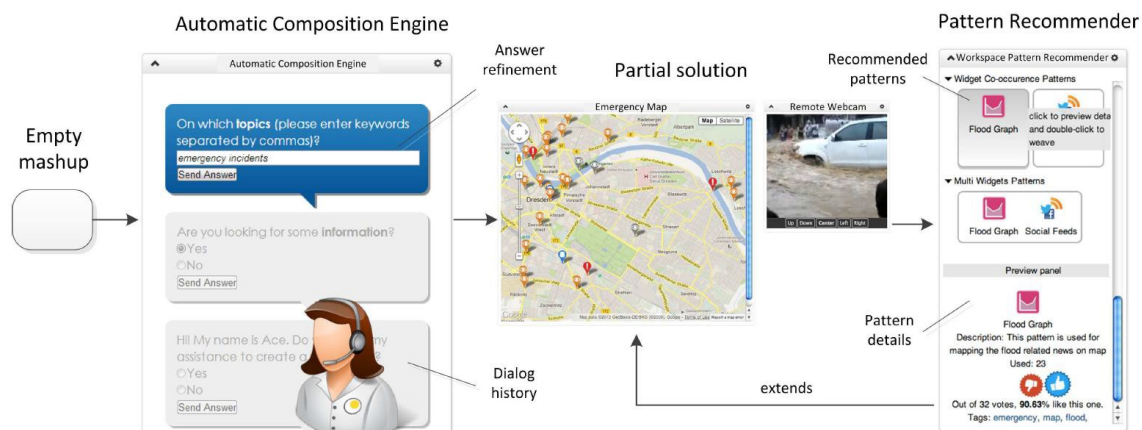 Automatic Composition Engine
Pattern Recommender
Answer
refinement
Partial solution
Recommended
patterns
Empty
mashup
Automatic Composition Engine
On which topics (please enter keywords
separated by commas)?
emergency incidents
Send Answer
Are you looking for some information?
Yes
No
Send Answer
Hi! My name is Ace. Do my
assistance to create a ?
Yes
No
Send Answer
Dialog
history
Emergency Map
Map
Satellite
Dresden
Remote Webcam
Up
Down
Center
Left
Right
Workspace Pattern Recommender
Widget Co-occurence Patterns
Flood Graph
click to preview deta
and double-click to
weave
Multi Widgets Patterns
Flood Graph
Social Feeds
Preview panel
Flood Graph
Description: This pattern is used for
mapping the flood related news on map
Used: 23
Out of 32 votes, 90.63% like this one.
Tags: emergency, map, flood,
Pattern
details
extends